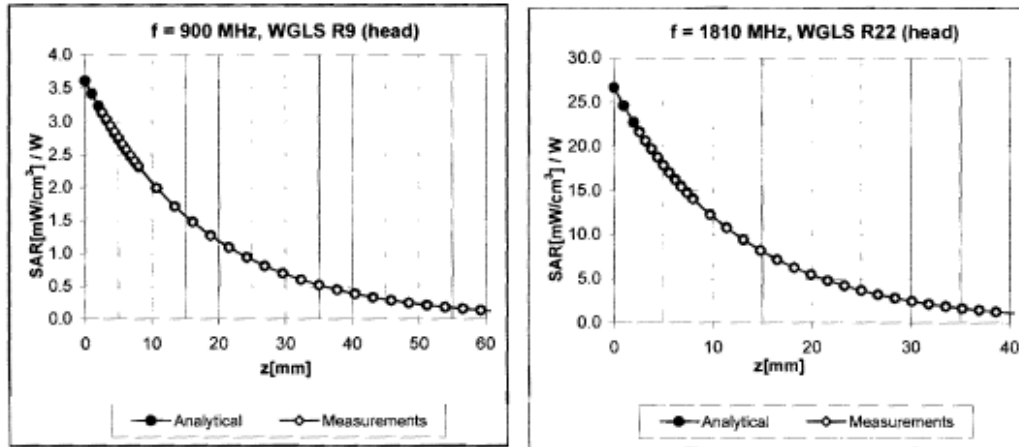 f = 900 MHz, WGLS R9 (head)
SAR[mW/cm³] / W
4.0
3.5
3.0
2.5
2.0
1.5
1.0
0.5
0.0
0 10 20 30 40 50 60
z[mm]
Analytical Measurements
f = 1810 MHz, WGLS R22 (head)
SAR[mW/cm³] / W
30.0
25.0
20.0
15.0
10.0
5.0
0.0
0 10 20 30 40
z[mm]
Analytical Measurements